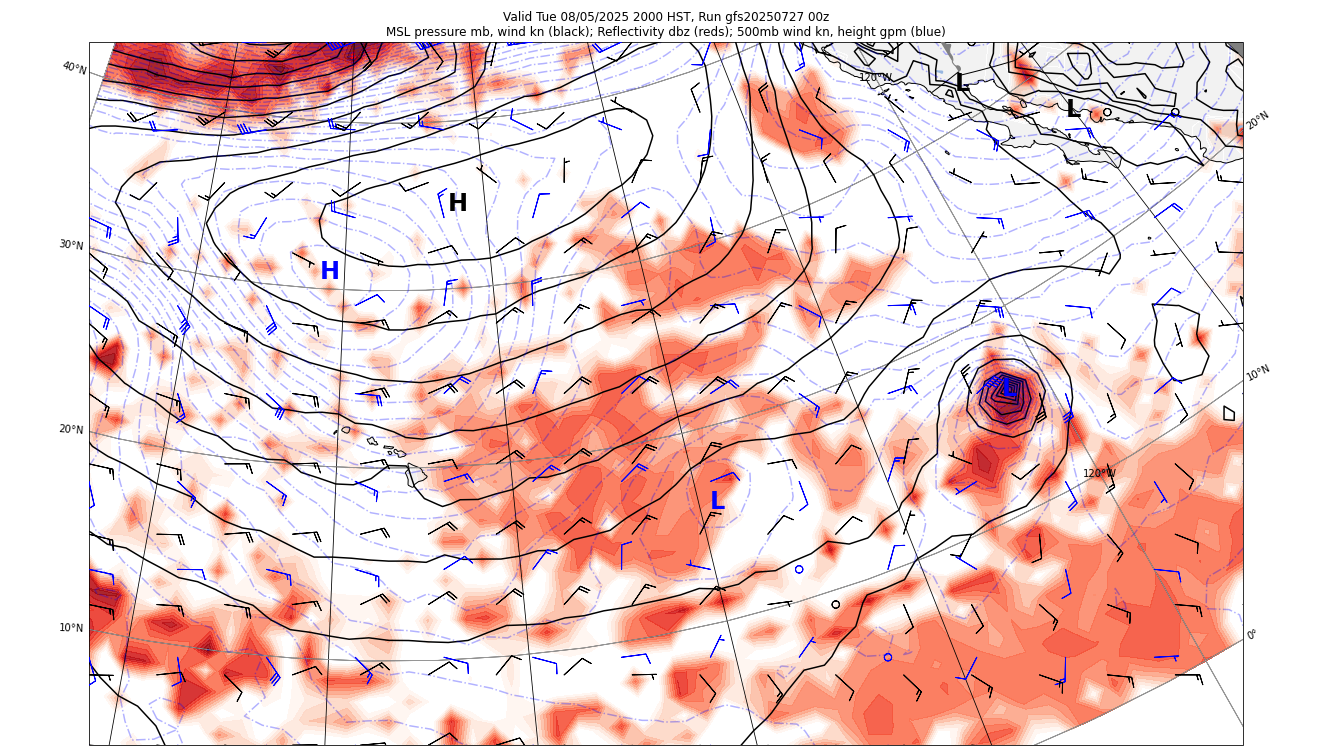 Valid Tue 08/05/2025 2000 HST, Run gfs20250727 00z
MSL pressure mb, wind kn (black); Reflectivity dbz (reds); 500mb wind kn, height gpm (blue)
40°N
120°W
L
L
20°N
H
30°N
H
10°N
20°N
120°W
L
10°N
0°